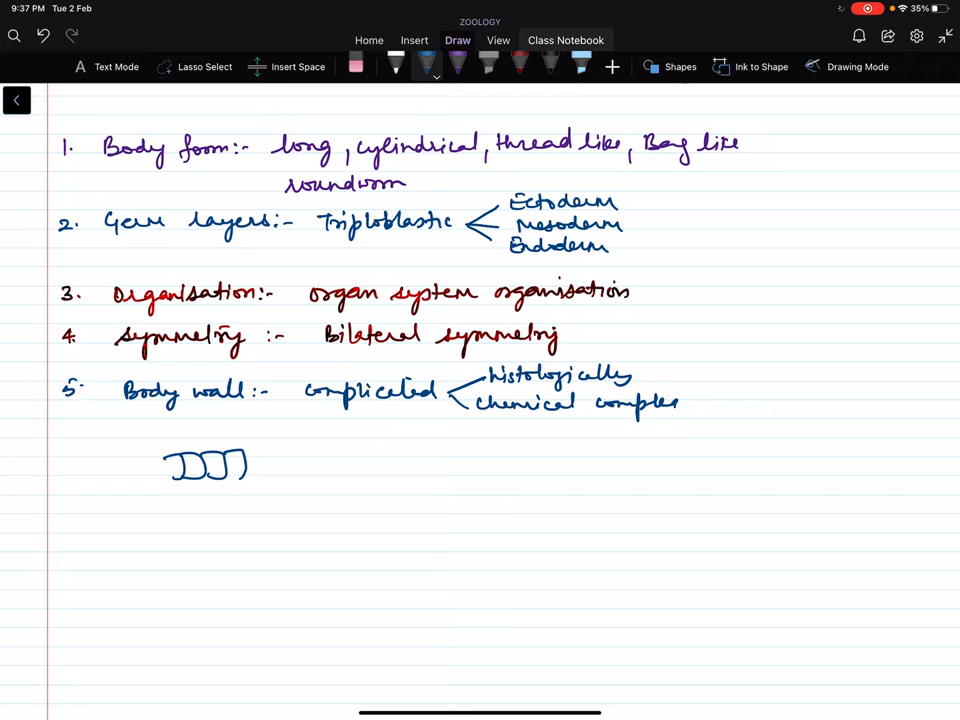 9:37 PM Tue 2 Feb
35%
ZOOLOGY
Home Insert Draw View Class Notebook
Text Mode Lasso Select Insert Space Shapes Ink to Shape Drawing Mode
1. Body form:- long, cylindrical, thread like, Bag like
roundworm
2. Germ layers:- Triploblastic Ectoderm
Mesoderm
Endoderm
3. Organisation:- organ system organisation
4. Symmetry :- Bilateral symmetry
5. Body wall:- complicated histologically
chemical complex